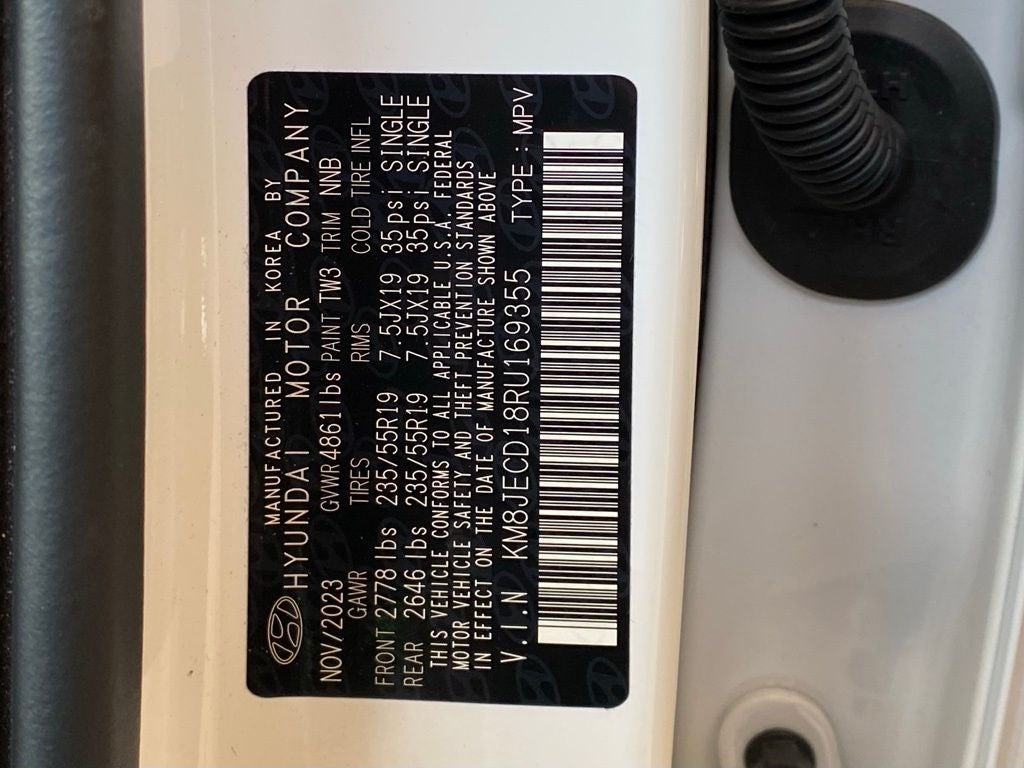 MANUFACTURED IN KOREA BY
HYUNDAI MOTOR COMPANY
NOV/2023 GVWR 4861 lbs PAINT TW3 TRIM NNB
GAWR TIRES RIMS COLD TIRE INFL
FRONT 2778 lbs 235/55R19 7.5JX19 35psi SINGLE
REAR 2646 lbs 235/55R19 7.5JX19 35psi SINGLE
THIS VEHICLE CONFORMS TO ALL APPLICABLE U.S.A. FEDERAL
MOTOR VEHICLE SAFETY AND THEFT PREVENTION STANDARDS
IN EFFECT ON THE DATE OF MANUFACTURE SHOWN ABOVE
V.I.N KM8JECD18RU169355 TYPE : MPV